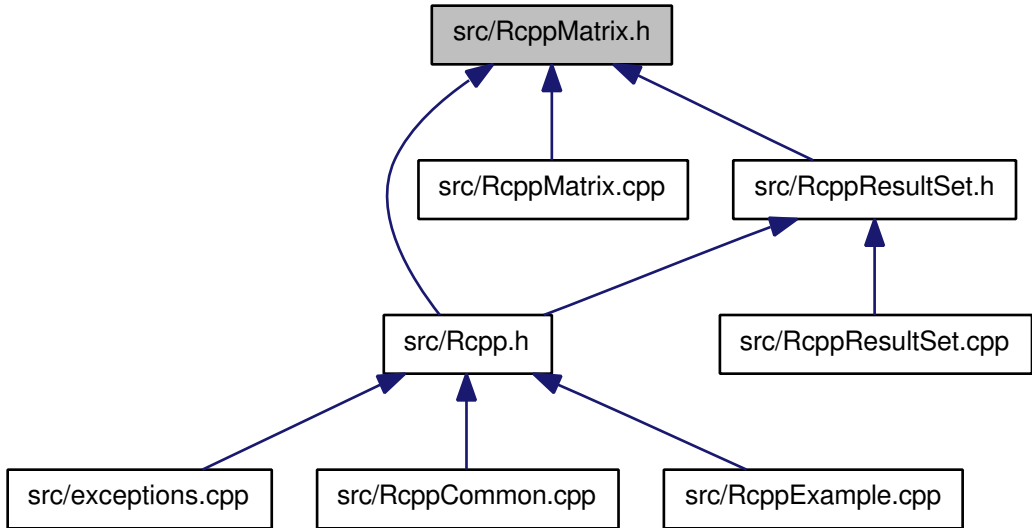 src/RcppMatrix.h
src/RcppMatrix.cpp
src/RcppResultSet.h
src/Rcpp.h
src/RcppResultSet.cpp
src/exceptions.cpp
src/RcppCommon.cpp
src/RcppExample.cpp